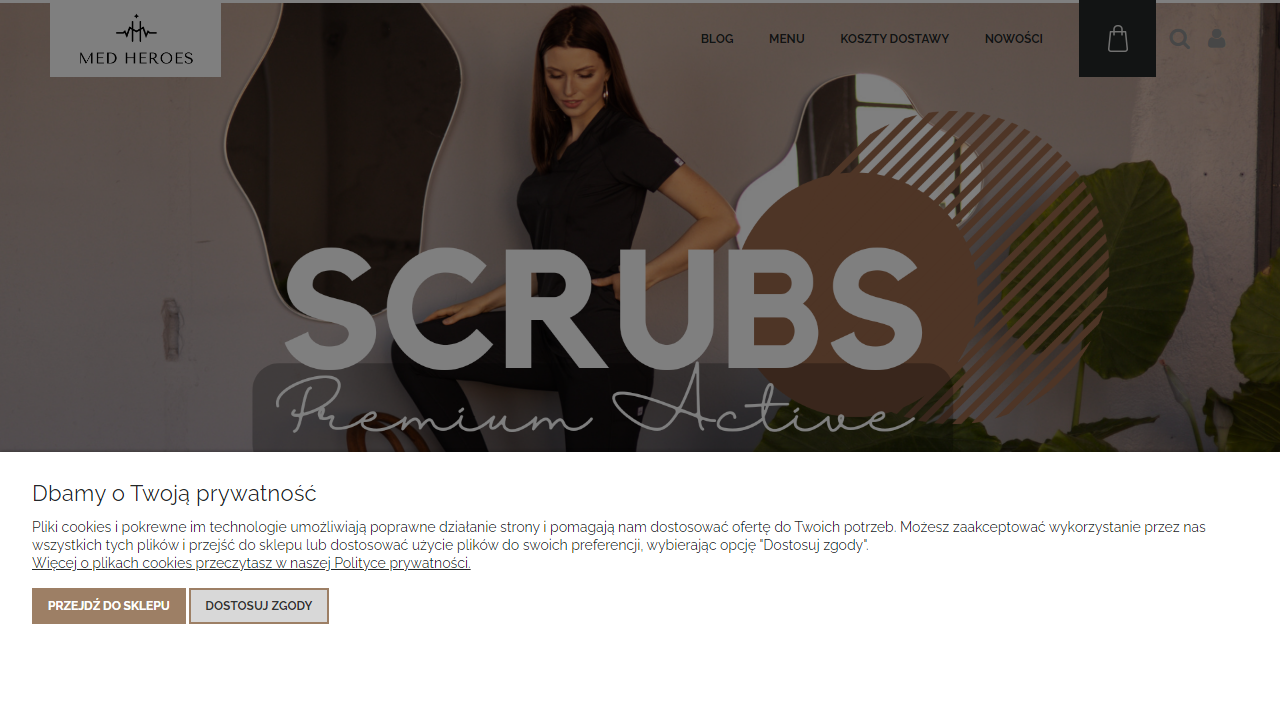 MED HEROES
BLOG MENU KOSZTY DOSTAWY NOWOŚCI
SCRUBS
Premium Active
Dbamy o Twoją prywatność
Pliki cookies i pokrewne im technologie umożliwiają poprawne działanie strony i pomagają nam dostosować ofertę do Twoich potrzeb. Możesz zaakceptować wykorzystanie przez nas
wszystkich tych plików i przejść do sklepu lub dostosować użycie plików do swoich preferencji, wybierając opcję "Dostosuj zgody".
Więcej o plikach cookies przeczytasz w naszej Polityce prywatności.
PRZEJDŹ DO SKLEPU DOSTOSUJ ZGODY